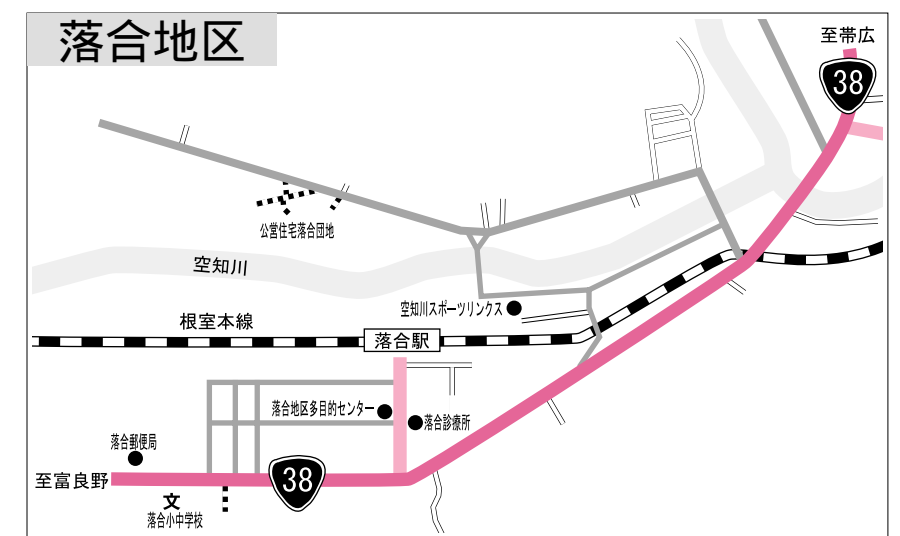 落合地区
至帯広
38
公営住宅落合団地
空知川
空知川スポーツリンクス
根室本線
落合駅
落合地区多目的センター
落合診療所
落合郵便局
至富良野
38
文
落合小中学校